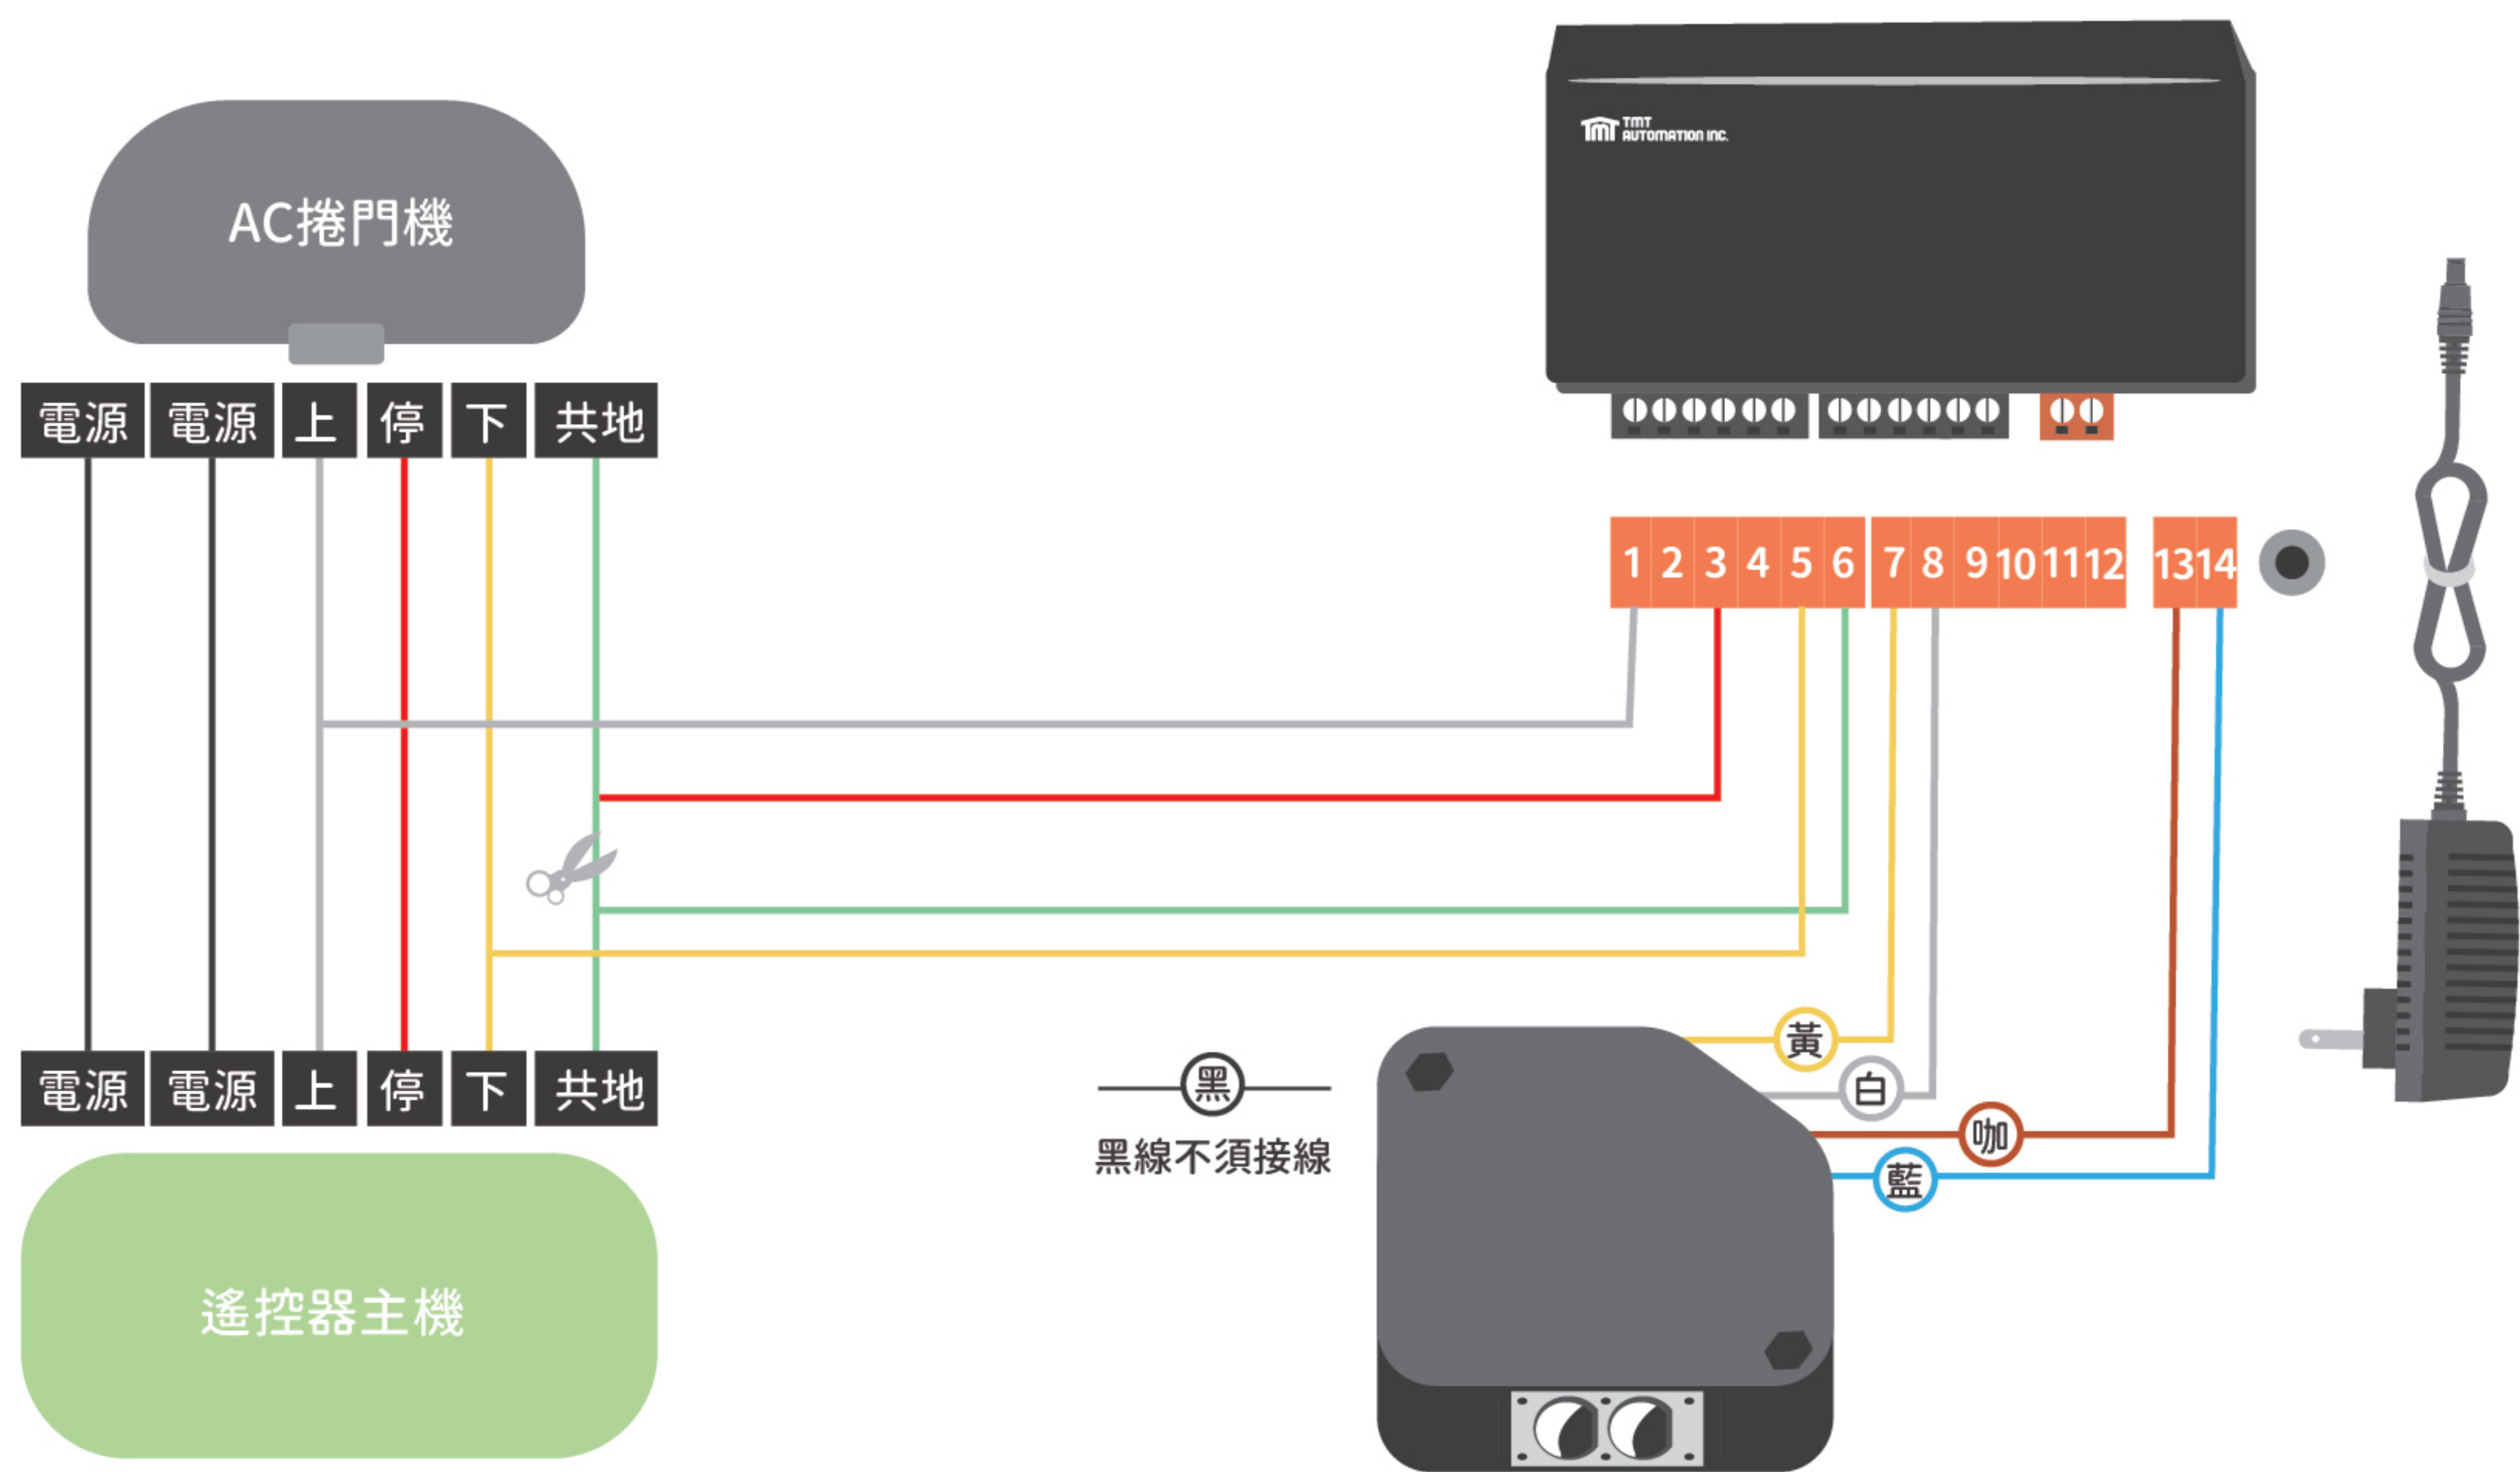 TMT
TMT
AUTOMATION INC.
AC捲門機
電源 電源 上 停 下 共地
1 2 3 4 5 6 7 8 9 10 11 12 13 14
黃
白
咖
藍
黑
黑線不須接線
電源 電源 上 停 下 共地
遙控器主機